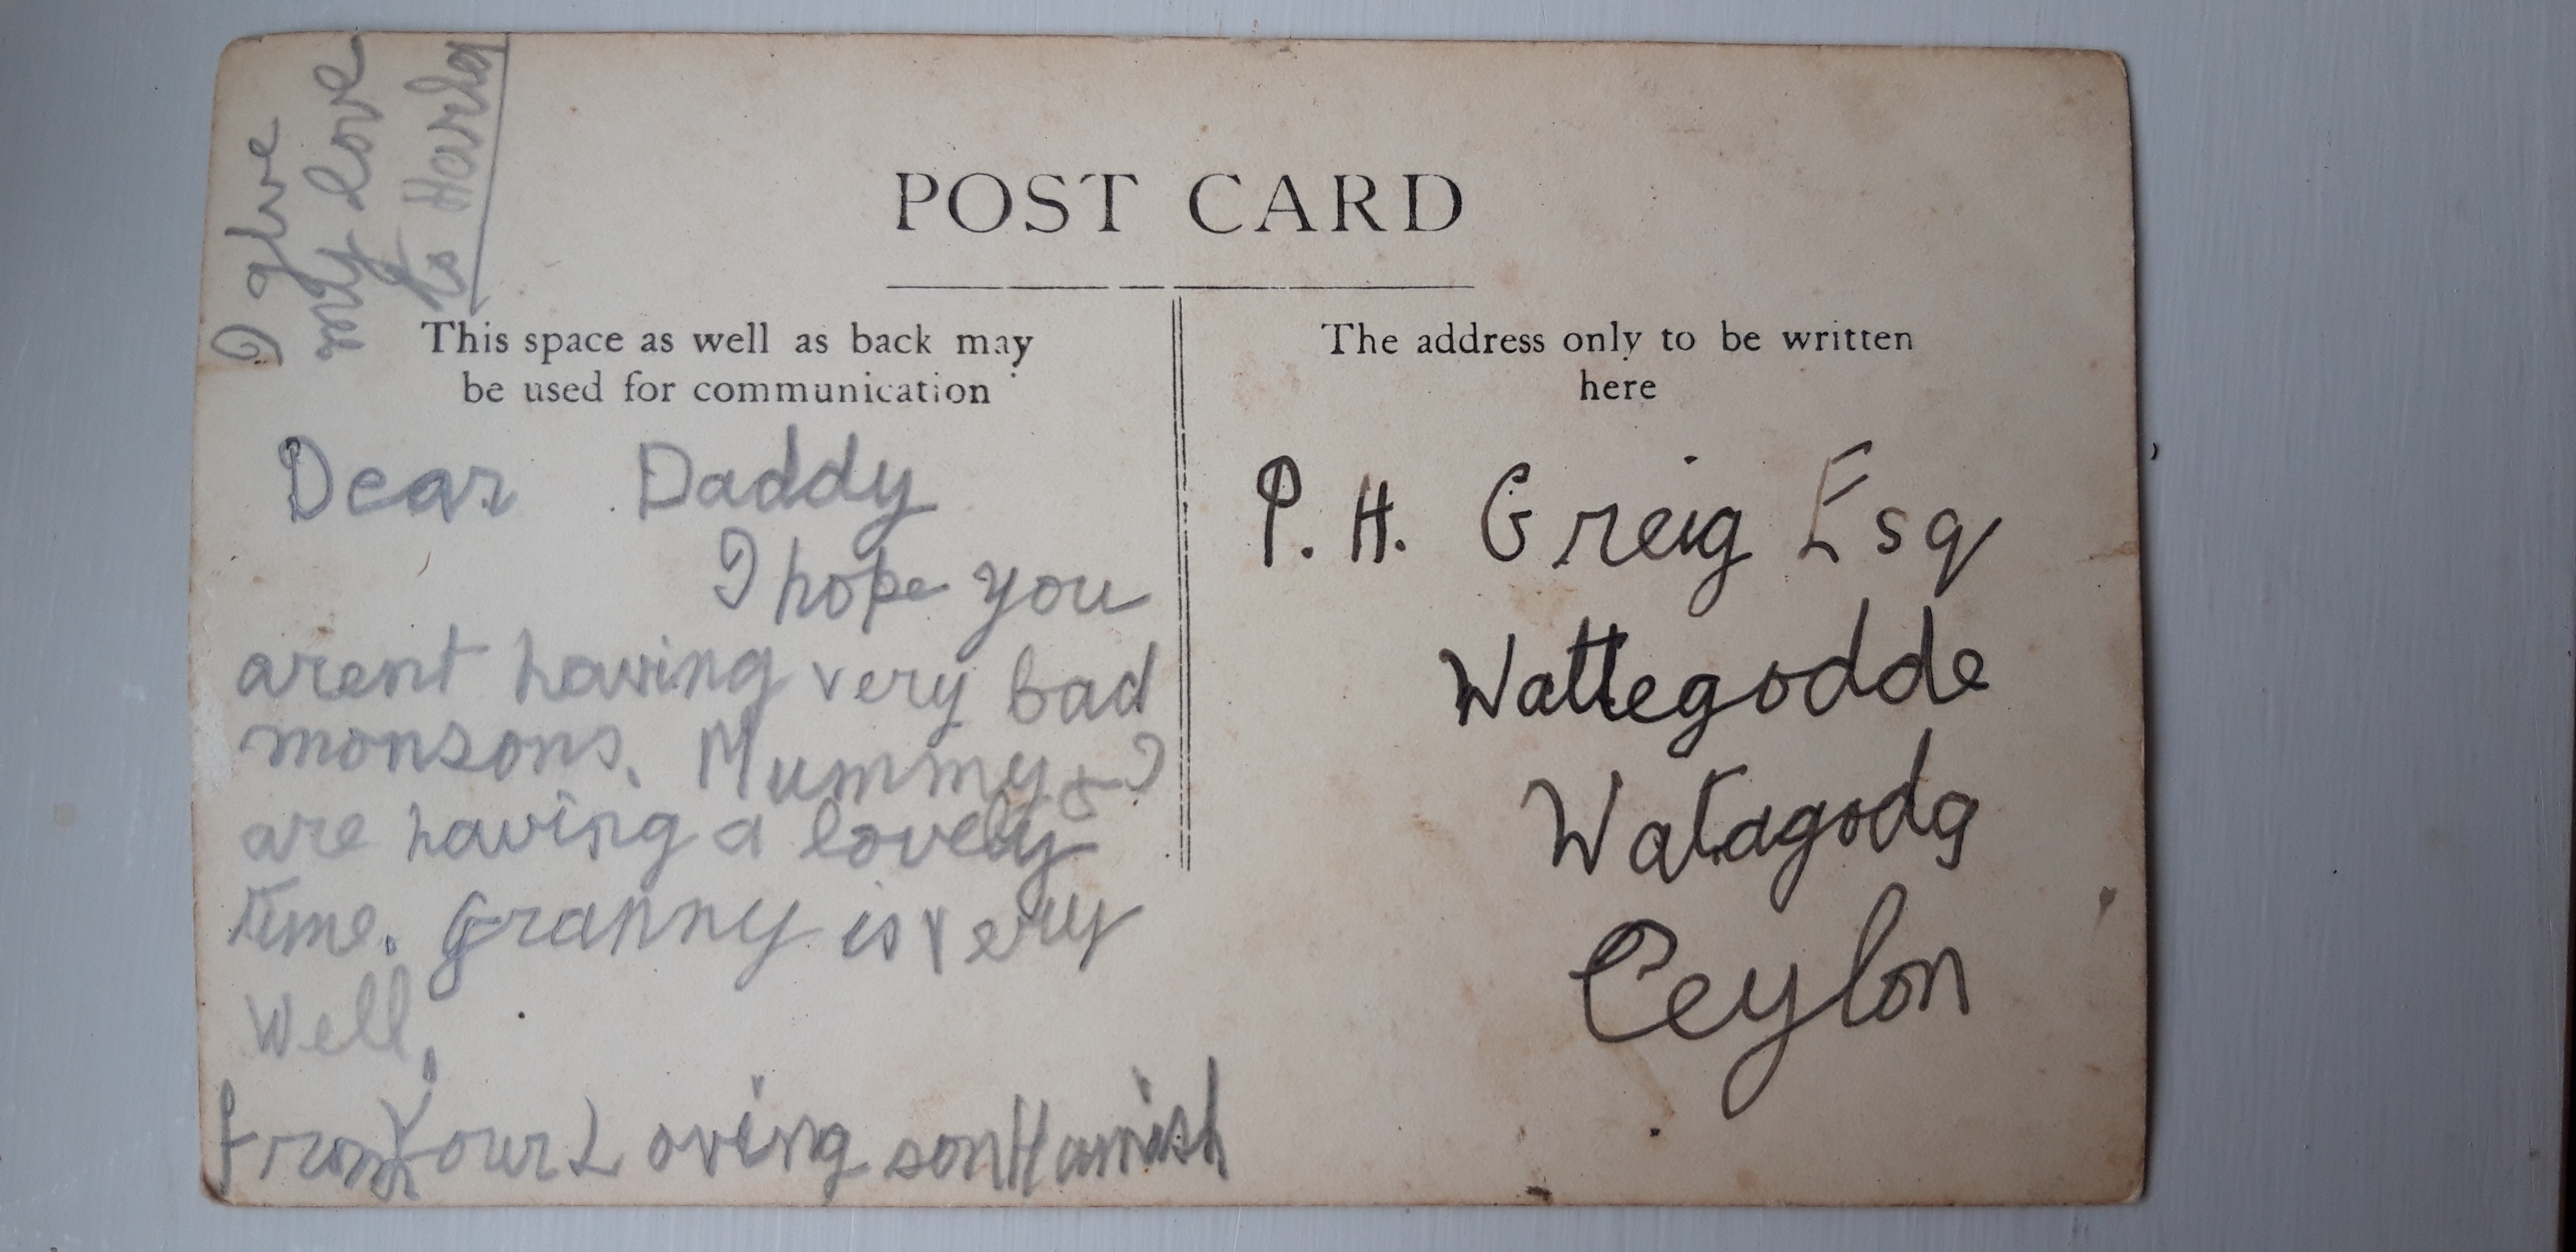 POST CARD
This space as well as back may
be used for communication
The address only to be written
here
Dear Daddy
I hope you
arent having very bad
monsons. Mummy & I
are having a lovely
time. granny is very
well,
from your loving son Hamish
I give
my love
to
P. H. Greig Esq
Wattegodde
Watagoda
Ceylon